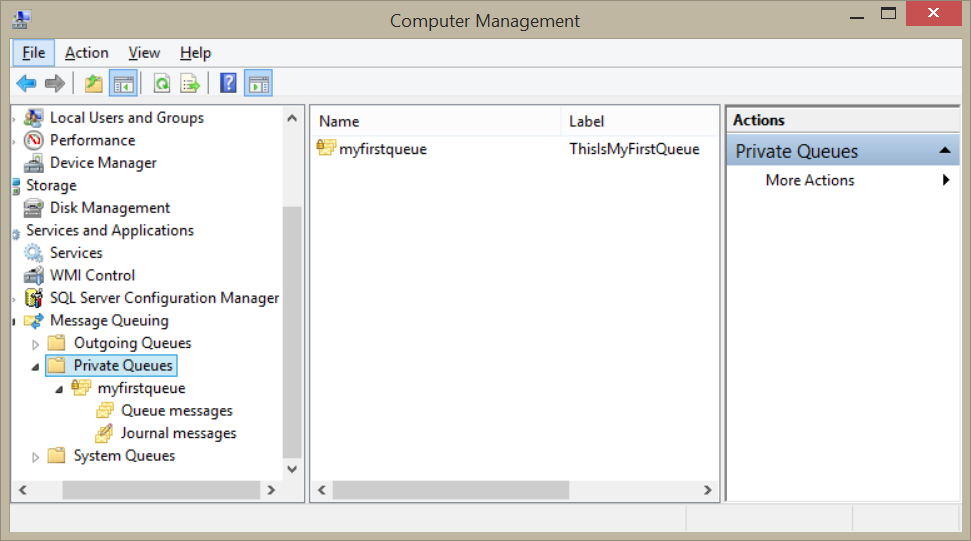 Computer Management
File Action View Help
Local Users and Groups
Performance
Device Manager
Storage
Disk Management
Services and Applications
Services
WMI Control
SQL Server Configuration Manager
Message Queuing
Outgoing Queues
Private Queues
myfirstqueue
Queue messages
Journal messages
System Queues
Name Label
myfirstqueue ThisIsMyFirstQueue
Actions
Private Queues
More Actions